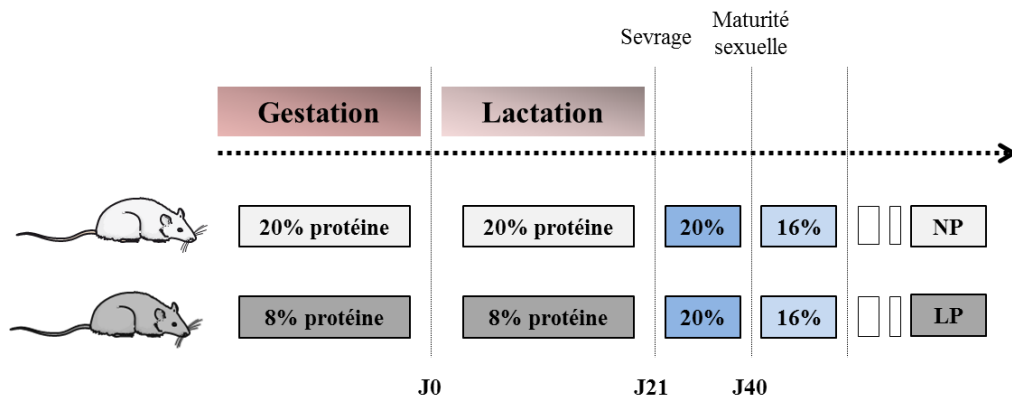 Sevrage
Maturité
sexuelle
Gestation
Lactation
20% protéine
20% protéine
20%
16%
NP
8% protéine
8% protéine
20%
16%
LP
J0
J21
J40